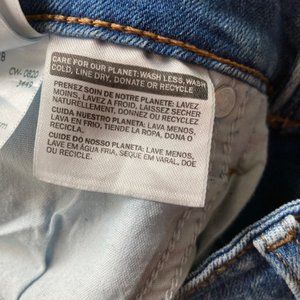 CARE FOR OUR PLANET: WASH LESS, WASH
COLD, LINE DRY, DONATE OR RECYCLE
PRENEZ SOIN DE NOTRE PLANETE: LAVEZ
MOINS, LAVEZ A FROID, LAISSEZ SECHER
NATURELLEMENT, DONNEZ OU RECYCLEZ.
CUIDA NUESTRO PLANETA: LAVA MENOS,
LAVA EN FRIO, TIENDE LA ROPA, DONA O
RECICLA.
CUIDE DO NOSSO PLANETA: LAVE MENOS,
LAVE EM ÁGUA FRIA, SEQUE EM VARAL, DOE
OU RECICLE.